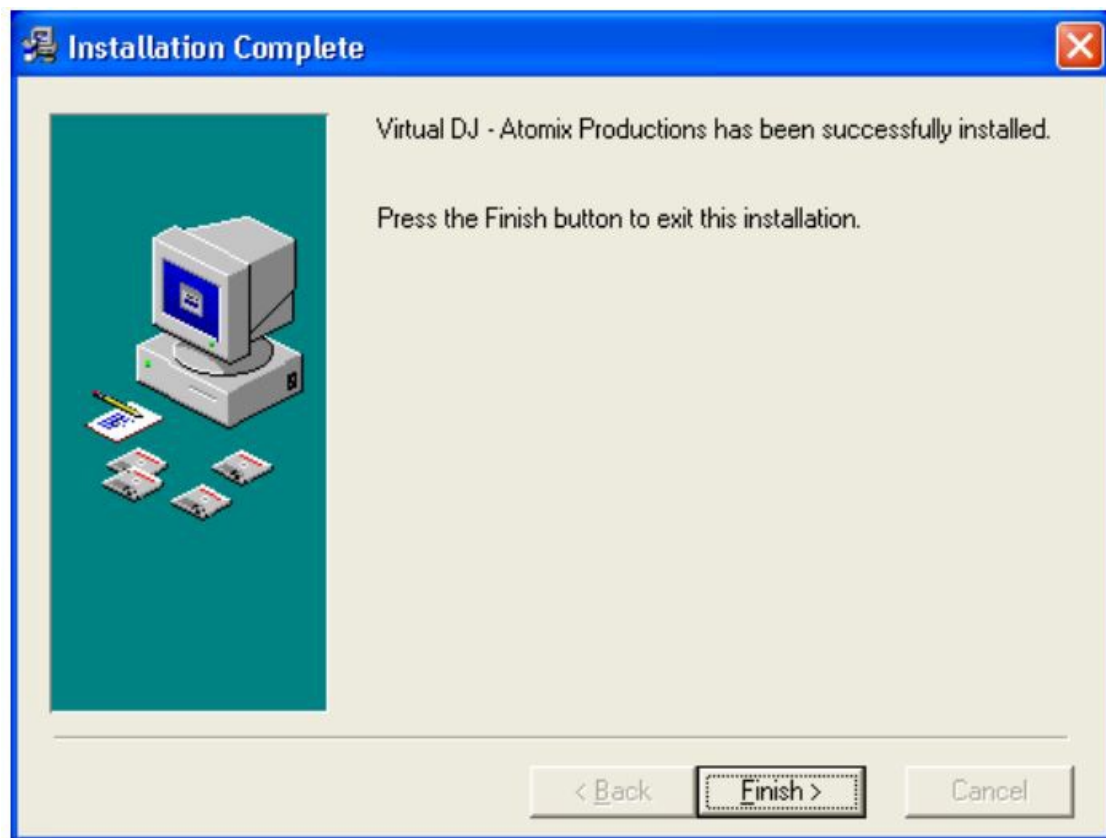 Installation Complete
Virtual DJ - Atomix Productions has been successfully installed.
Press the Finish button to exit this installation.
< Back
Finish >
Cancel